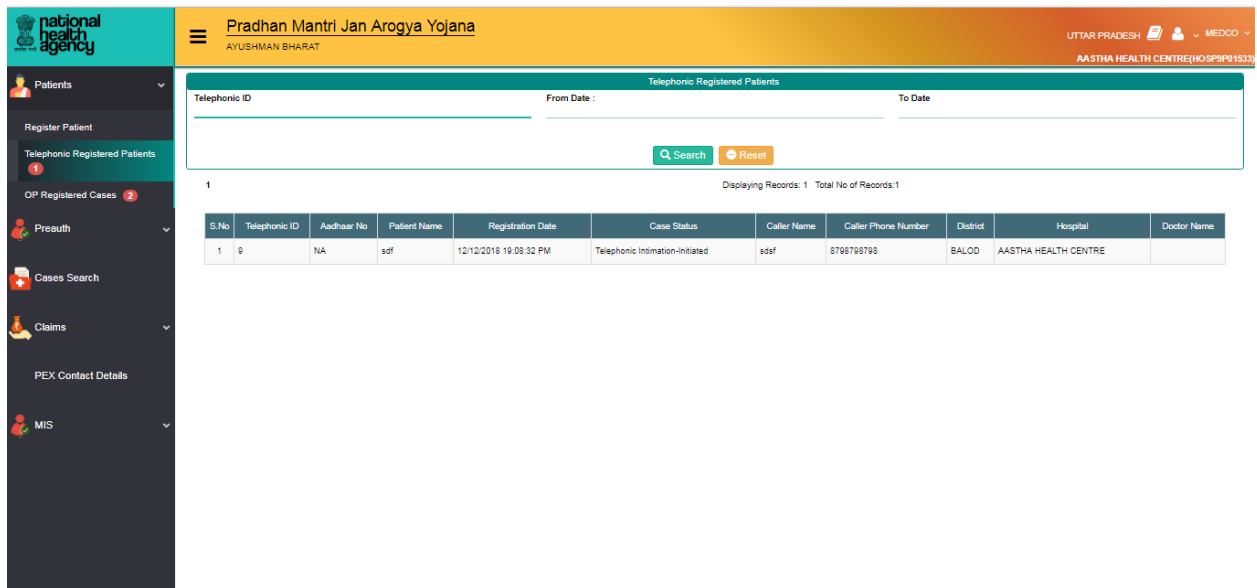 national
health
agency
Pradhan Mantri Jan Arogya Yojana
AYUSHMAN BHARAT
UTTAR PRADESH MEDCO
AASTHA HEALTH CENTRE(HOSP9P01533)
Patients
Register Patient
Telephonic Registered Patients
1
OP Registered Cases 2
Preauth
Cases Search
Claims
PEX Contact Details
MIS
Telephonic Registered Patients
Telephonic ID From Date : To Date
Search Reset
1 Displaying Records: 1 Total No of Records:1
S.No Telephonic ID Aadhaar No Patient Name Registration Date Case Status Caller Name Caller Phone Number District Hospital Doctor Name
1 9 NA sdf 12/12/2018 19:08:32 PM Telephonic Intimation-Initiated sdsf 8798798798 BALOD AASTHA HEALTH CENTRE